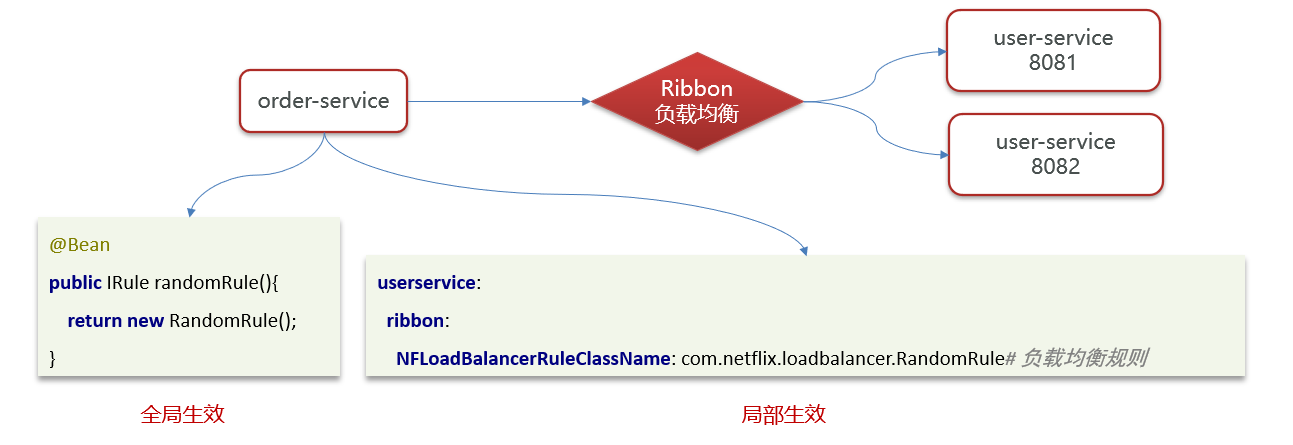 order-service
Ribbon
负载均衡
user-service
8081
user-service
8082
@Bean
public IRule randomRule(){
return new RandomRule();
}
全局生效
userservice:
ribbon:
NFLoadBalancerRuleClassName: com.netflix.loadbalancer.RandomRule# 负载均衡规则
局部生效